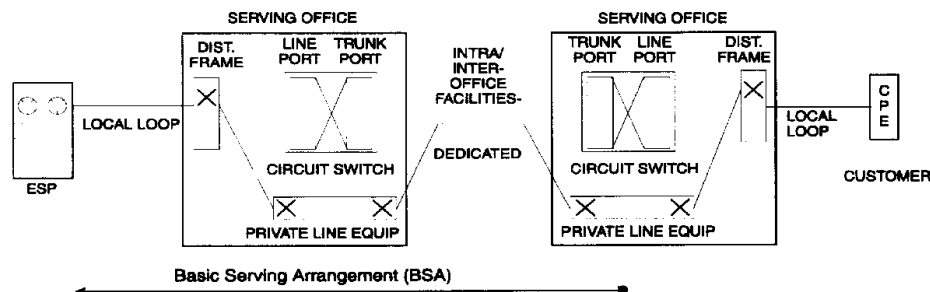 SERVING OFFICE
SERVING OFFICE
DIST.
FRAME
LINE
PORT
TRUNK
PORT
INTRA/
INTER-
OFFICE
FACILITIES-
DEDICATED
TRUNK
PORT
LINE
PORT
DIST.
FRAME
LOCAL LOOP
ESP
CIRCUIT SWITCH
PRIVATE LINE EQUIP
CIRCUIT SWITCH
PRIVATE LINE EQUIP
LOCAL
LOOP
C
P
E
CUSTOMER
Basic Serving Arrangement (BSA)